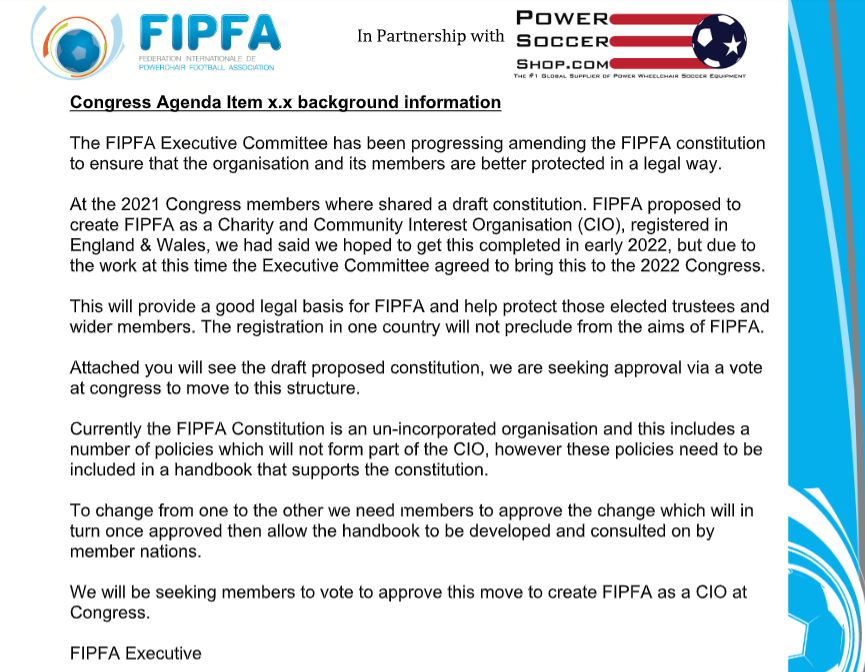 FIPFA
FEDERATION INTERNATIONALE DE
POWERCHAIR FOOTBALL ASSOCIATION
In Partnership with
POWER
SOCCER
SHOP.COM
THE #1 GLOBAL SUPPLIER OF POWER WHEELCHAIR SOCCER EQUIPMENT
Congress Agenda Item x.x background information
The FIPFA Executive Committee has been progressing amending the FIPFA constitution
to ensure that the organisation and its members are better protected in a legal way.
At the 2021 Congress members where shared a draft constitution. FIPFA proposed to
create FIPFA as a Charity and Community Interest Organisation (CIO), registered in
England & Wales, we had said we hoped to get this completed in early 2022, but due to
the work at this time the Executive Committee agreed to bring this to the 2022 Congress.
This will provide a good legal basis for FIPFA and help protect those elected trustees and
wider members. The registration in one country will not preclude from the aims of FIPFA.
Attached you will see the draft proposed constitution, we are seeking approval via a vote
at congress to move to this structure.
Currently the FIPFA Constitution is an un-incorporated organisation and this includes a
number of policies which will not form part of the CIO, however these policies need to be
included in a handbook that supports the constitution.
To change from one to the other we need members to approve the change which will in
turn once approved then allow the handbook to be developed and consulted on by
member nations.
We will be seeking members to vote to approve this move to create FIPFA as a CIO at
Congress.
FIPFA Executive